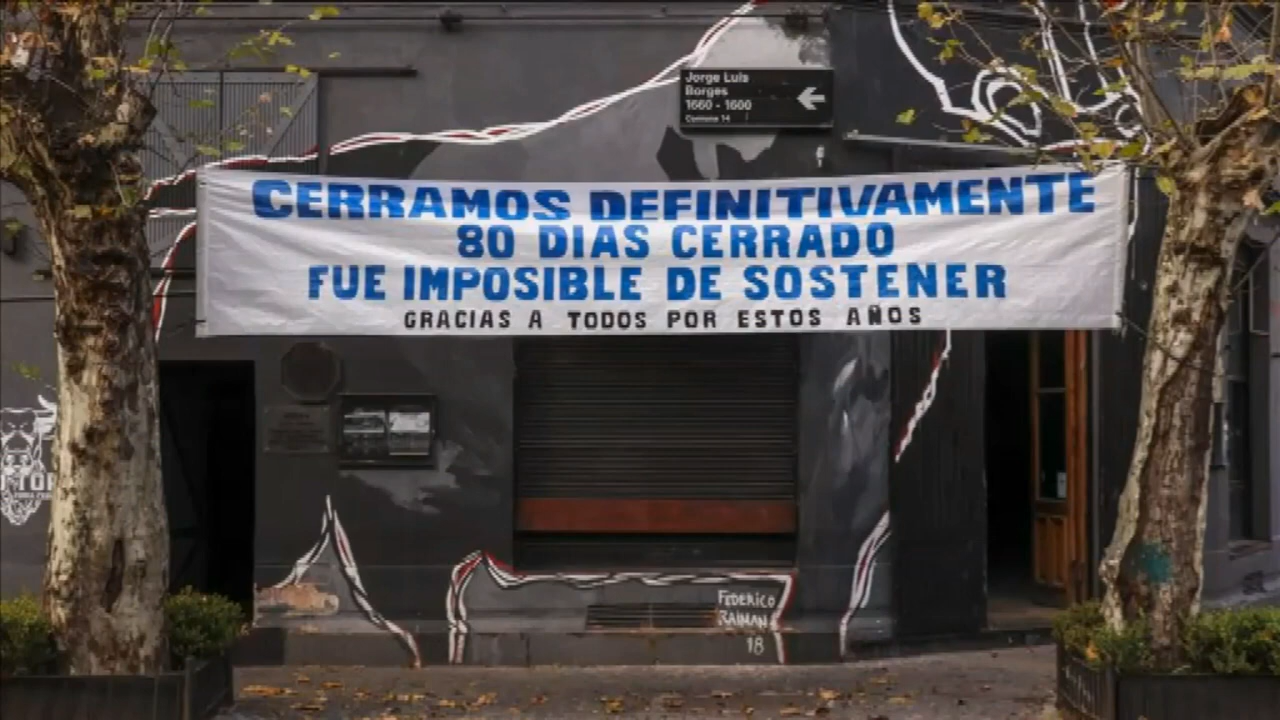 Jorge Luis
Borges
1660 - 1600
Comuna 14
CERRAMOS DEFINITIVAMENTE
80 DIAS CERRADO
FUE IMPOSIBLE DE SOSTENER
GRACIAS A TODOS POR ESTOS AÑOS
FEDERICO
RAIMAN
18